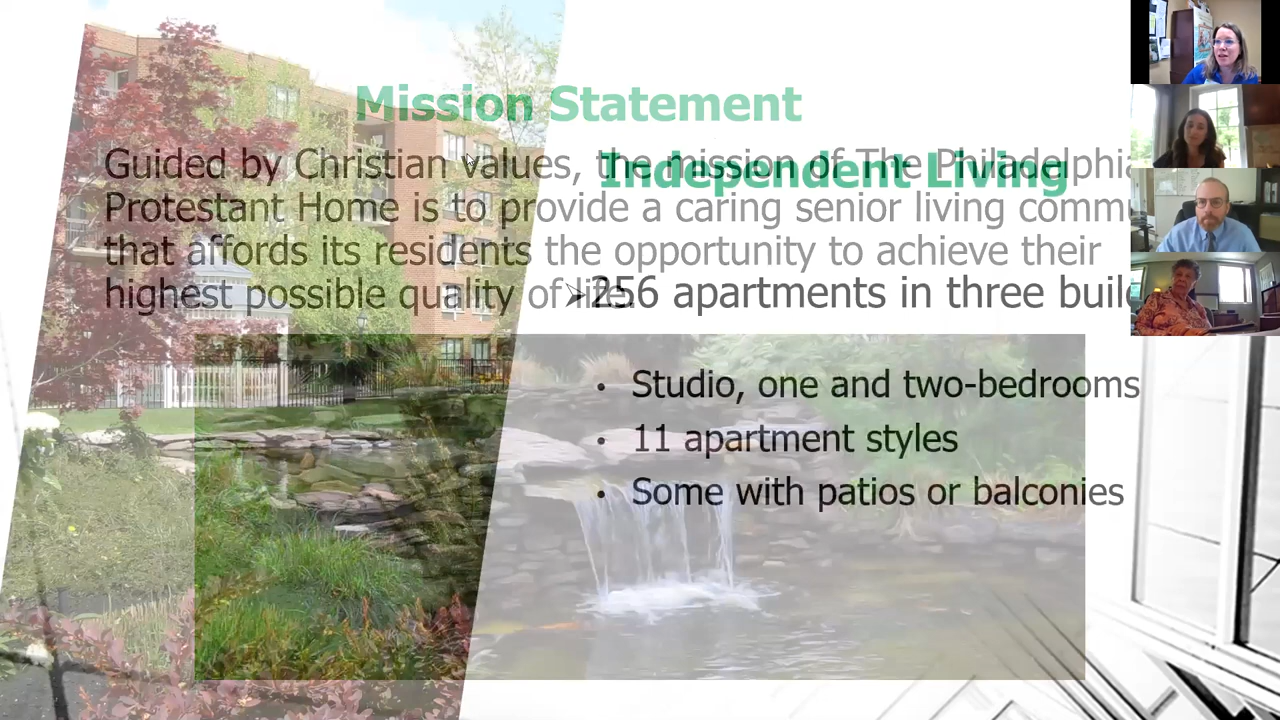 Mission Statement
Guided by Christian values, the mission of The Philadelphia
Protestant Home is to provide a caring senior living commu
that affords its residents the opportunity to achieve their
highest possible quality of life.
Independent Living
➢256 apartments in three build
• Studio, one and two-bedrooms
• 11 apartment styles
• Some with patios or balconies